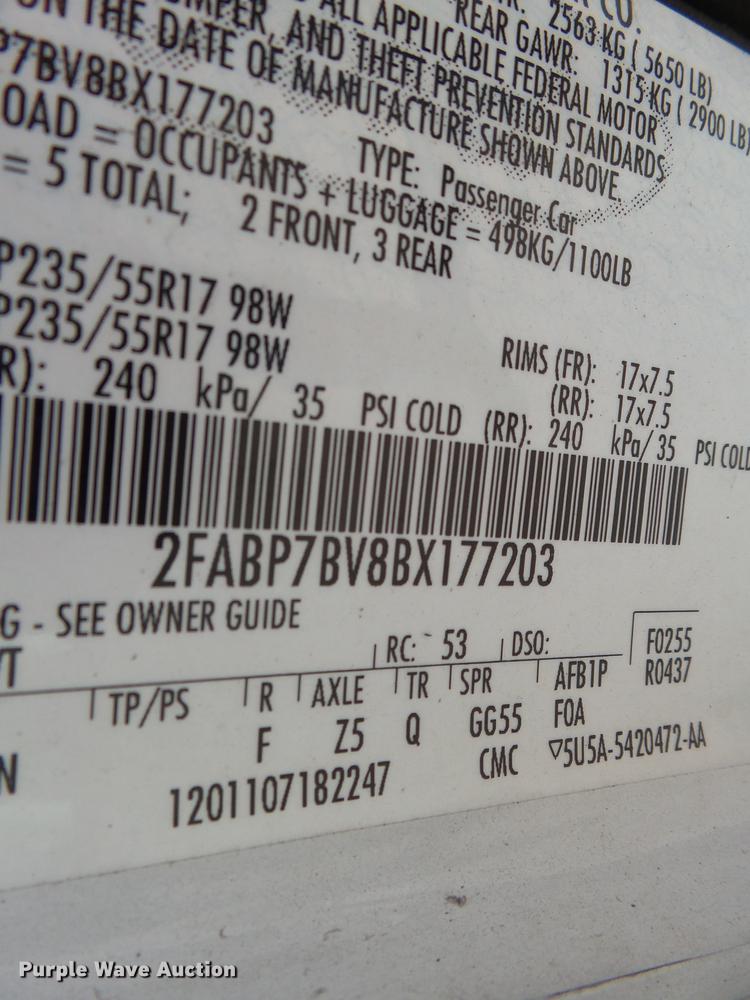 CO.
2563 KG ( 5650 LB)
REAR GAWR: 1315 KG ( 2900 LB)
ALL APPLICABLE FEDERAL MOTOR
AND THEFT PREVENTION STANDARDS
ON THE DATE OF MANUFACTURE SHOWN ABOVE.
P7BV8BX177203
TYPE: Passenger Car
OAD = OCCUPANTS + LUGGAGE = 498KG/1100LB
= 5 TOTAL; 2 FRONT, 3 REAR
P235/55R17 98W
P235/55R17 98W
RIMS (FR): 17x7.5
(RR): 17x7.5
R): 240 kPa/ 35 PSI COLD (RR): 240 kPa/ 35 PSI COLD
2FABP7BV8BX177203
G - SEE OWNER GUIDE
RC: 53 DSO:
F0255
R0437
TP/PS R AXLE TR SPR AFB1P
F Z5 Q GG55 FOA
N 1201107182247 CMC ▽5U5A-5420472-AA
Purple Wave Auction